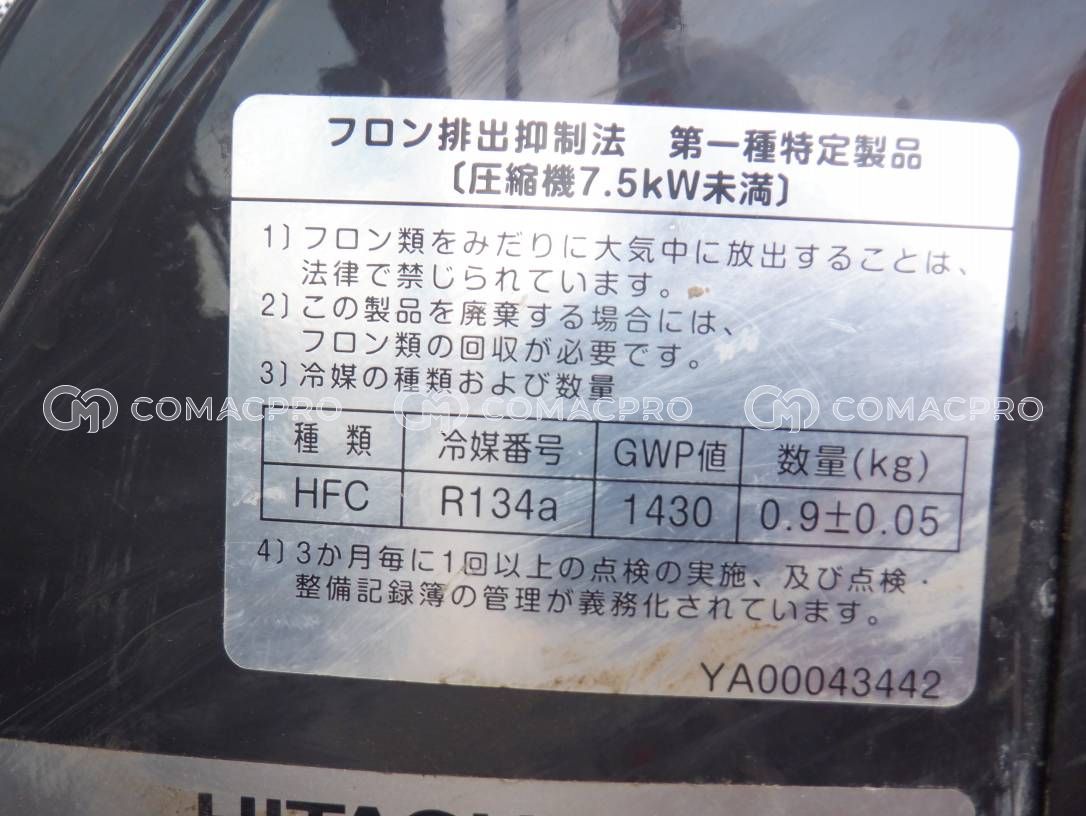 フロン排出抑制法　第一種特定製品
〔圧縮機7.5kW未満〕
1）フロン類をみだりに大気中に放出することは、
法律で禁じられています。
2）この製品を廃棄する場合には、
フロン類の回収が必要です。
3）冷媒の種類および数量
COMACPRO COMACPRO COMACPRO
種 類 冷媒番号 GWP値 数量(kg)
HFC R134a 1430 0.9±0.05
4）3か月毎に1回以上の点検の実施、及び点検・
整備記録簿の管理が義務化されています。
YA00043442